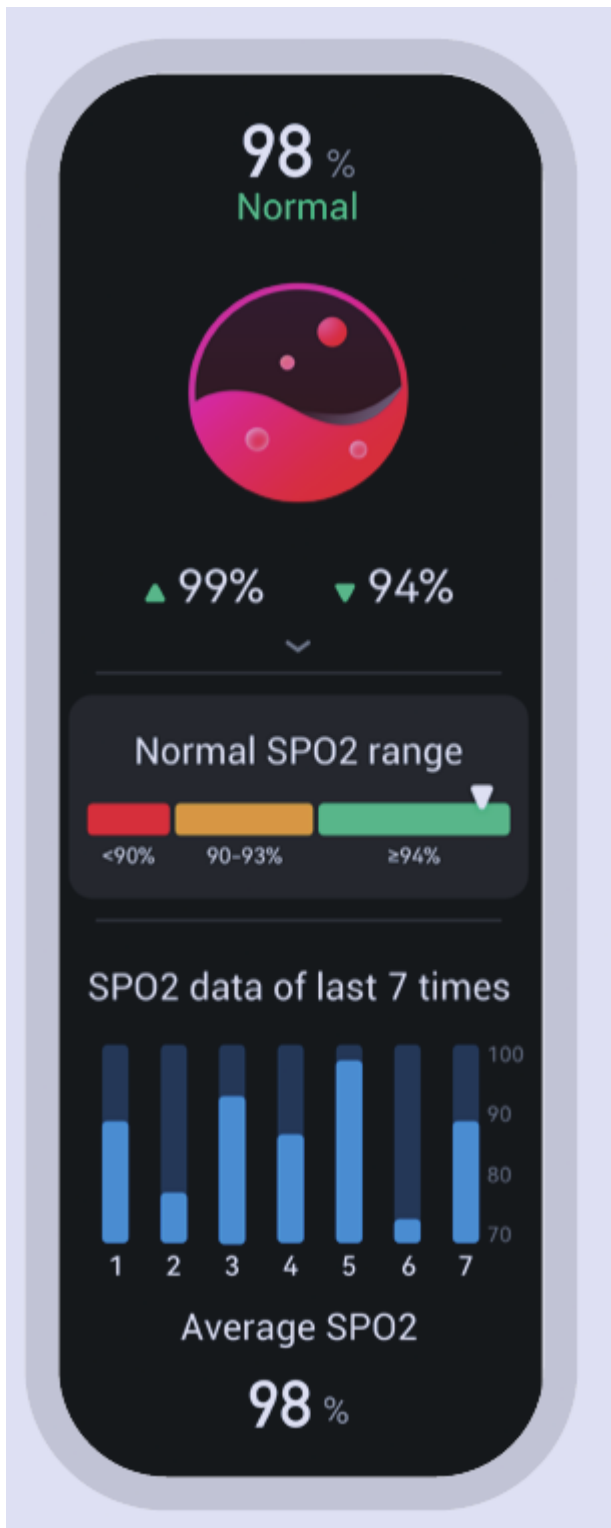 98 %
Normal
99% 94%
Normal SPO2 range
<90% 90-93% ≥94%
SPO2 data of last 7 times
100
90
80
70
1 2 3 4 5 6 7
Average SPO2
98 %